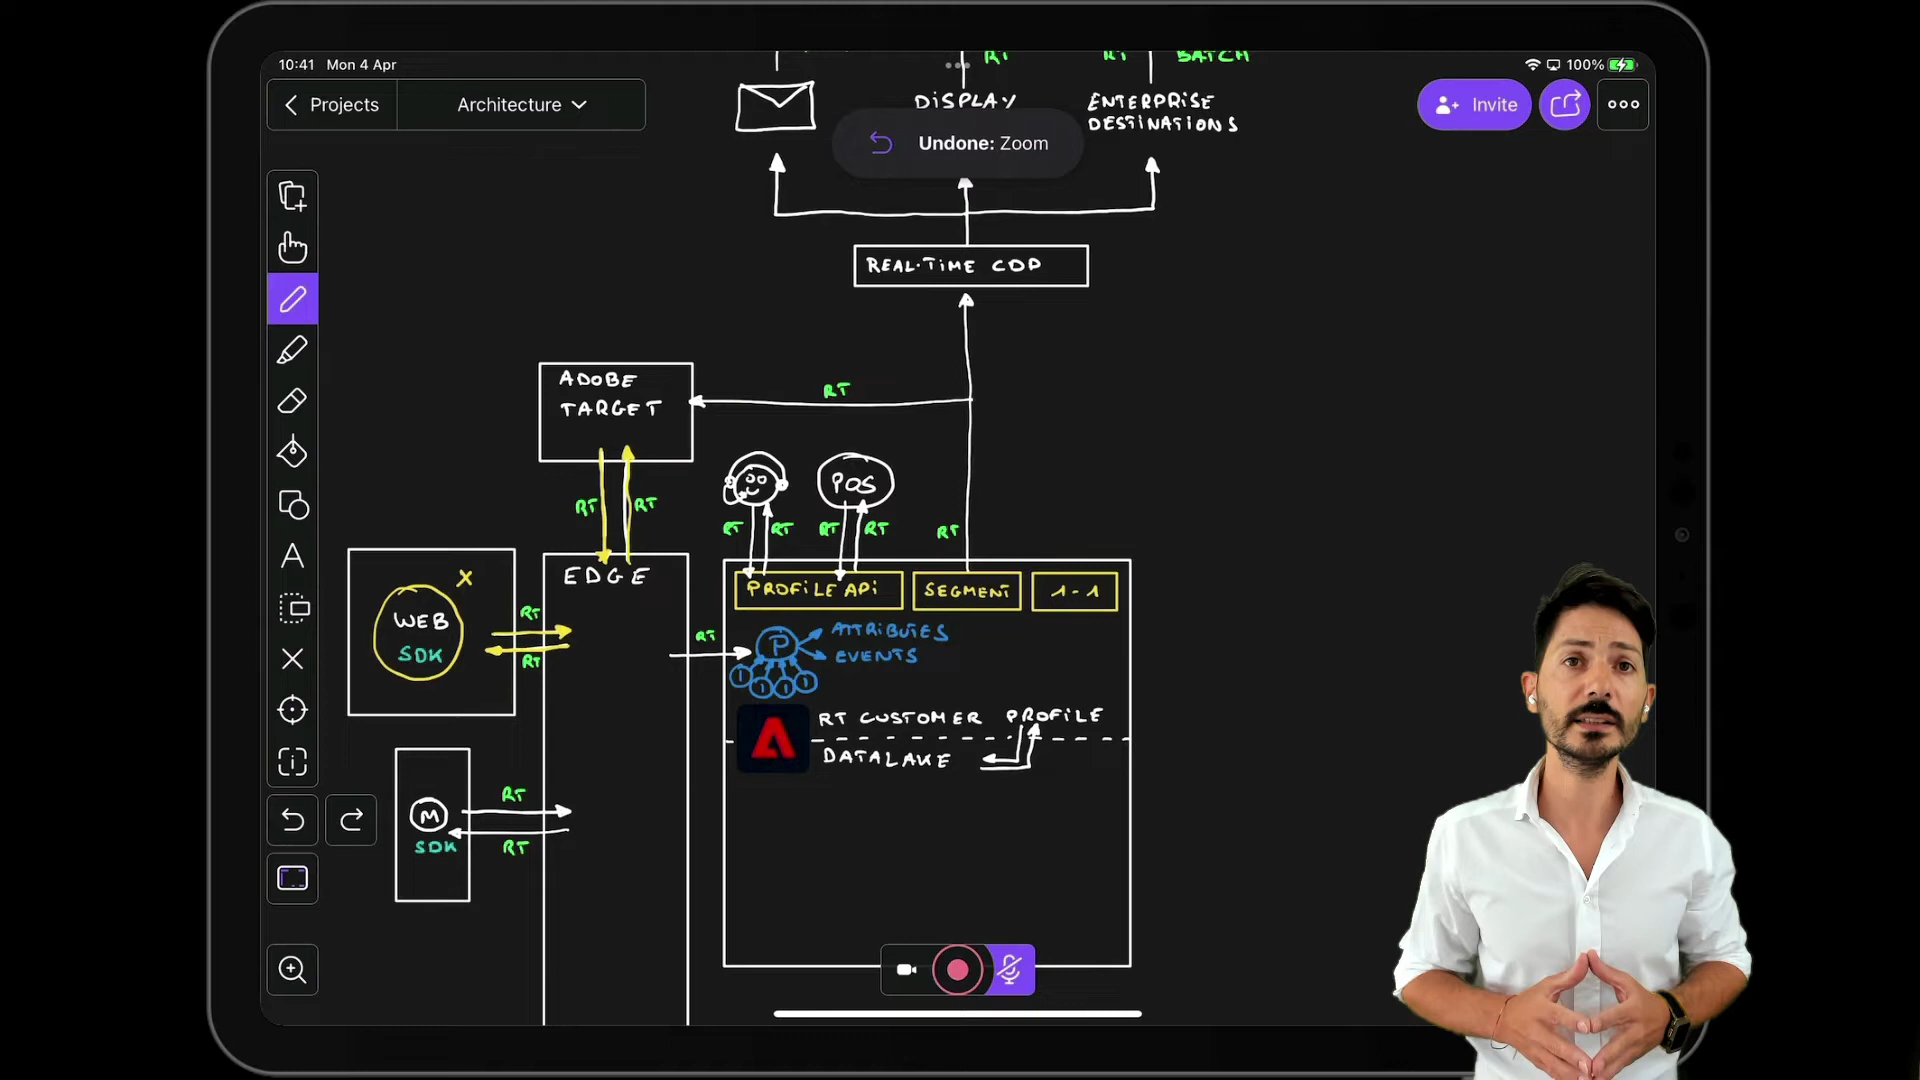 10:41 Mon 4 Apr
100%
Projects
Architecture
Invite
RT
RT
BATCH
DISPLAY
ENTERPRISE
DESTINATIONS
Undone: Zoom
REAL-TIME CDP
ADOBE
TARGET
RT
RT
RT
POS
RT
RT
RT
RT
RT
EDGE
PROFILE API
SEGMENT
1-1
X
WEB
SDK
RT
RT
RT
P
ATTRIBUTES
EVENTS
RT CUSTOMER PROFILE
DATALAKE
M
SDK
RT
RT